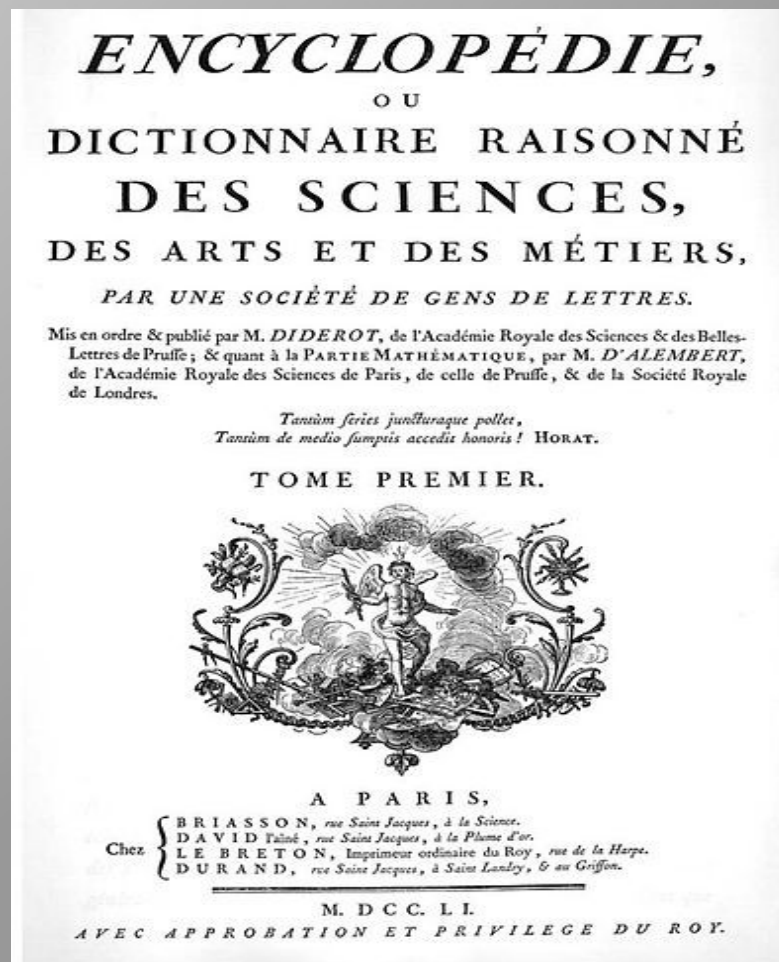 ENCYCLOPÉDIE,
OU
DICTIONNAIRE RAISONNÉ
DES SCIENCES,
DES ARTS ET DES MÉTIERS,
PAR UNE SOCIÉTÉ DE GENS DE LETTRES.
Mis en ordre & publié par M. DIDEROT, de l'Académie Royale des Sciences & des Belles-
Lettres de Prusse; & quant à la PARTIE MATHÉMATIQUE, par M. D'ALEMBERT,
de l'Académie Royale des Sciences de Paris, de celle de Prusse, & de la Société Royale
de Londres.
Tantùm series juncturaque pollet,
Tantùm de medio sumptis accedit honoris! HORAT.
TOME PREMIER.
A PARIS,
Chez
BRIASSON, rue Saint Jacques, à la Science.
DAVID l'aîné, rue Saint Jacques, à la Plume d'or.
LE BRETON, Imprimeur ordinaire du Roy, rue de la Harpe.
DURAND, rue Saint Jacques, à Saint Landry, & au Griffon.
M. DCC. LI.
AVEC APPROBATION ET PRIVILEGE DU ROY.